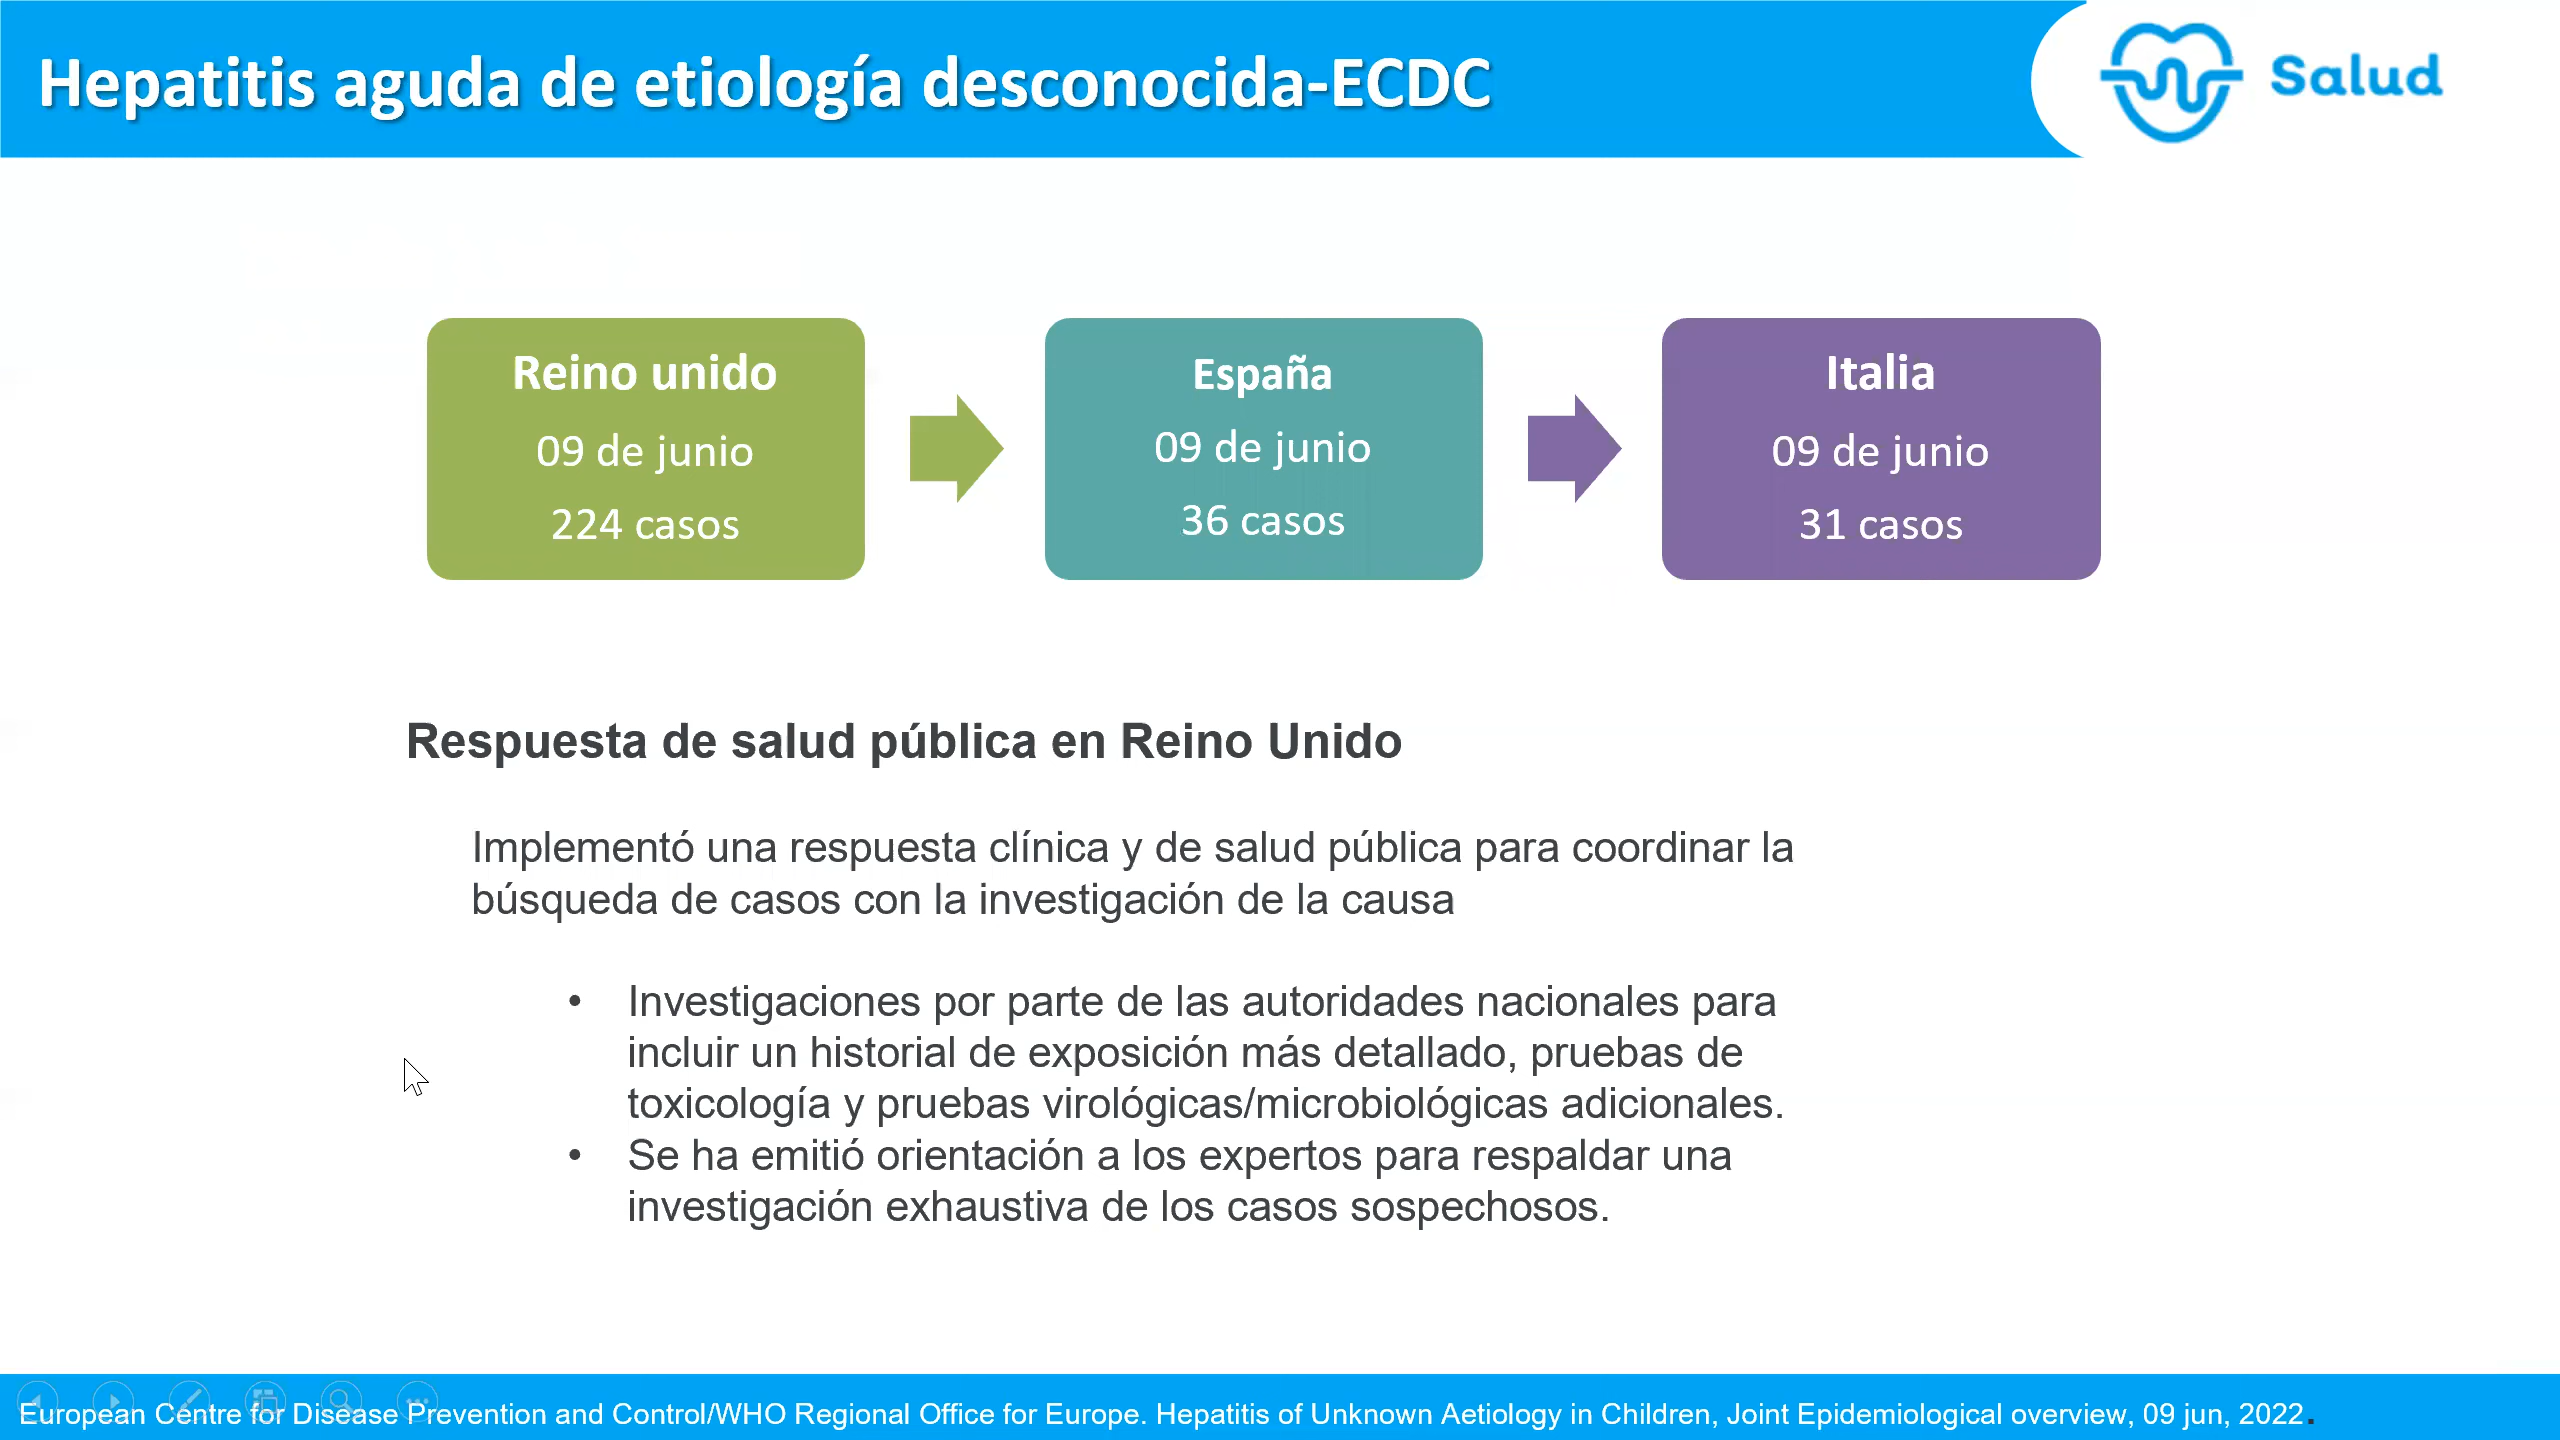 Hepatitis aguda de etiología desconocida-ECDC
Salud
Reino unido
09 de junio
224 casos
España
09 de junio
36 casos
Italia
09 de junio
31 casos
Respuesta de salud pública en Reino Unido
Implementó una respuesta clínica y de salud pública para coordinar la
búsqueda de casos con la investigación de la causa
• Investigaciones por parte de las autoridades nacionales para
incluir un historial de exposición más detallado, pruebas de
toxicología y pruebas virológicas/microbiológicas adicionales.
• Se ha emitió orientación a los expertos para respaldar una
investigación exhaustiva de los casos sospechosos.
European Centre for Disease Prevention and Control/WHO Regional Office for Europe. Hepatitis of Unknown Aetiology in Children, Joint Epidemiological overview, 09 jun, 2022.